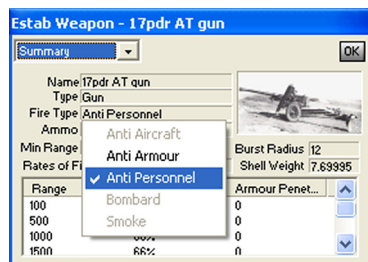 Estab Weapon - 17pdr AT gun
Summary
OK
Name 17pdr AT gun
Type Gun
Fire Type Anti Personnel
Ammo
Anti Aircraft
Anti Armour
Anti Personnel
Bombard
Smoke
Min Range
Burst Radius 12
Rates of Fi
Shell Weight 7.69995
Range Armour Penet...
100 0
500 0
1000 66% 0
1500 66% 0